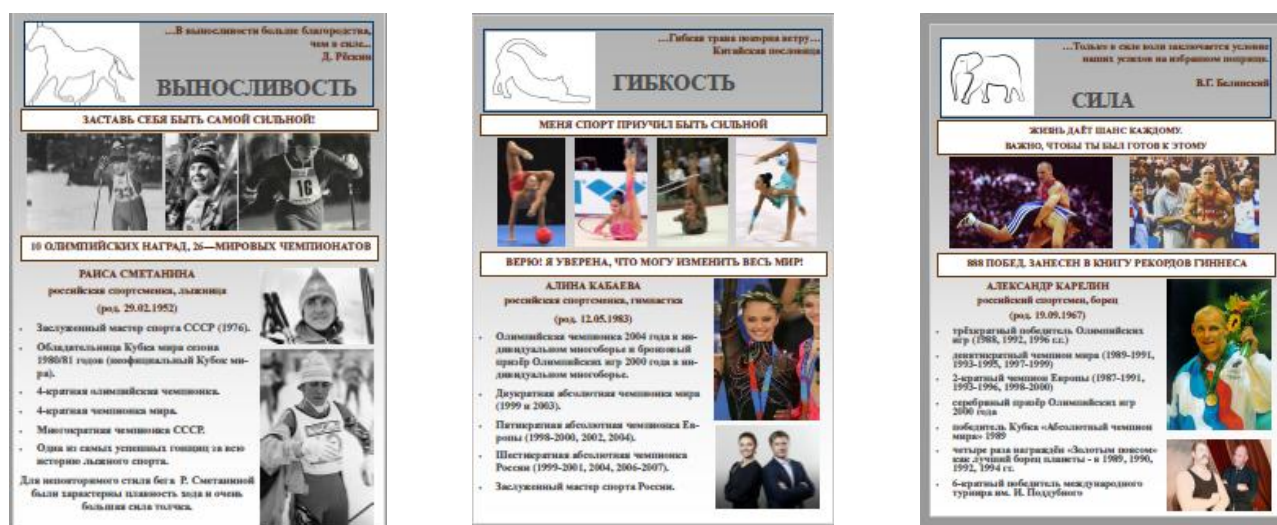 …В выносливости больше благородства,
чем в силе...
Д. Рёскин
ВЫНОСЛИВОСТЬ
ЗАСТАВЬ СЕБЯ БЫТЬ САМОЙ СИЛЬНОЙ!
16
10 ОЛИМПИЙСКИХ НАГРАД, 26—МИРОВЫХ ЧЕМПИОНАТОВ
РАИСА СМЕТАНИНА
российская спортсменка, лыжница
(род. 29.02.1952)
Заслуженный мастер спорта СССР (1976).
Обладательница Кубка мира сезона
1980/81 годов (неофициальный Кубок ми-
ра).
4-кратная олимпийская чемпионка.
4-кратная чемпионка мира.
Многократная чемпионка СССР.
Одна из самых успешных гонщиц за всю
историю лыжного спорта.
Для неповторимого стиля бега Р. Сметаниной
были характерны плавность хода и очень
большая сила толчка.
…Гибкая трава покорна ветру…
Китайская пословица
ГИБКОСТЬ
МЕНЯ СПОРТ ПРИУЧИЛ БЫТЬ СИЛЬНОЙ
ВЕРЮ! Я УВЕРЕНА, ЧТО МОГУ ИЗМЕНИТЬ ВЕСЬ МИР!
АЛИНА КАБАЕВА
российская спортсменка, гимнастка
(род. 12.05.1983)
Олимпийская чемпионка 2004 года в ин-
дивидуальном многоборье и бронзовый
призёр Олимпийских игр 2000 года в ин-
дивидуальном многоборье.
Двукратная абсолютная чемпионка мира
(1999 и 2003).
Пятикратная абсолютная чемпионка Ев-
ропы (1998-2000, 2002, 2004).
Шестикратная абсолютная чемпионка
России (1999-2001, 2004, 2006-2007).
Заслуженный мастер спорта России.
…Только в силе воли заключается условие
наших успехов на избранном поприще.
В.Г. Белинский
СИЛА
ЖИЗНЬ ДАЁТ ШАНС КАЖДОМУ.
ВАЖНО, ЧТОБЫ ТЫ БЫЛ ГОТОВ К ЭТОМУ
888 ПОБЕД, ЗАНЕСЕН В КНИГУ РЕКОРДОВ ГИННЕСА
АЛЕКСАНДР КАРЕЛИН
российский спортсмен, борец
(род. 19.09.1967)
трёхкратный победитель Олимпийских
игр (1988, 1992, 1996 г.г.)
девятикратный чемпион мира (1989-1991,
1993-1995, 1997-1999)
2-кратный чемпион Европы (1987-1991,
1993-1996, 1998-2000)
серебряный призёр Олимпийских игр
2000 года
победитель Кубка «Абсолютный чемпион
мира» 1989
четыре раза награждён «Золотым поясом»
как лучший борец планеты - в 1989, 1990,
1992, 1994 гг.
6-кратный победитель международного
турнира им. И. Поддубного